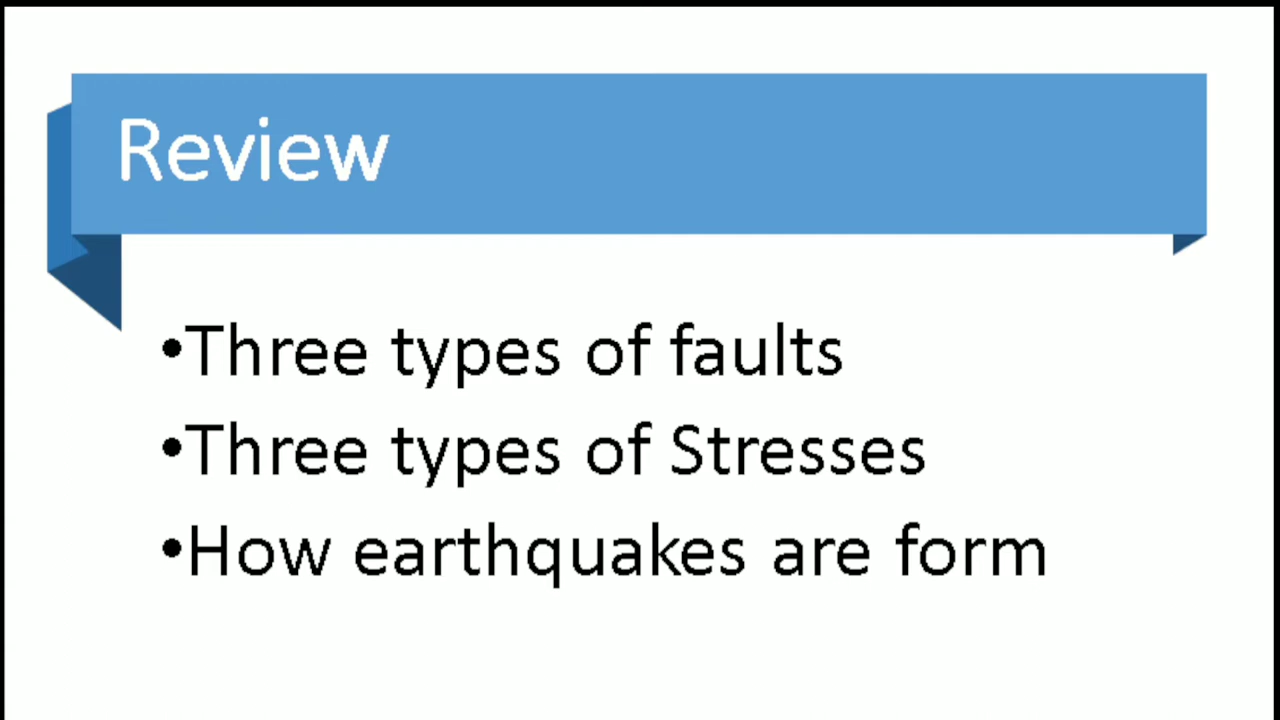 Review
•Three types of faults
•Three types of Stresses
•How earthquakes are form